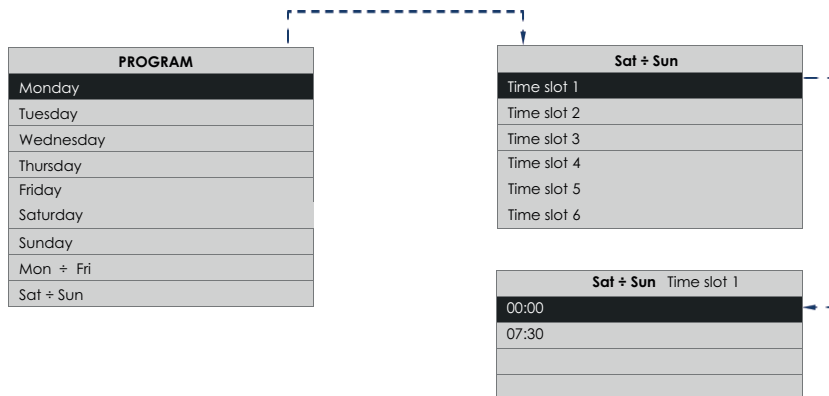 PROGRAM
Monday
Tuesday
Wednesday
Thursday
Friday
Saturday
Sunday
Mon ÷ Fri
Sat ÷ Sun
Sat ÷ Sun
Time slot 1
Time slot 2
Time slot 3
Time slot 4
Time slot 5
Time slot 6
Sat ÷ Sun Time slot 1
00:00
07:30